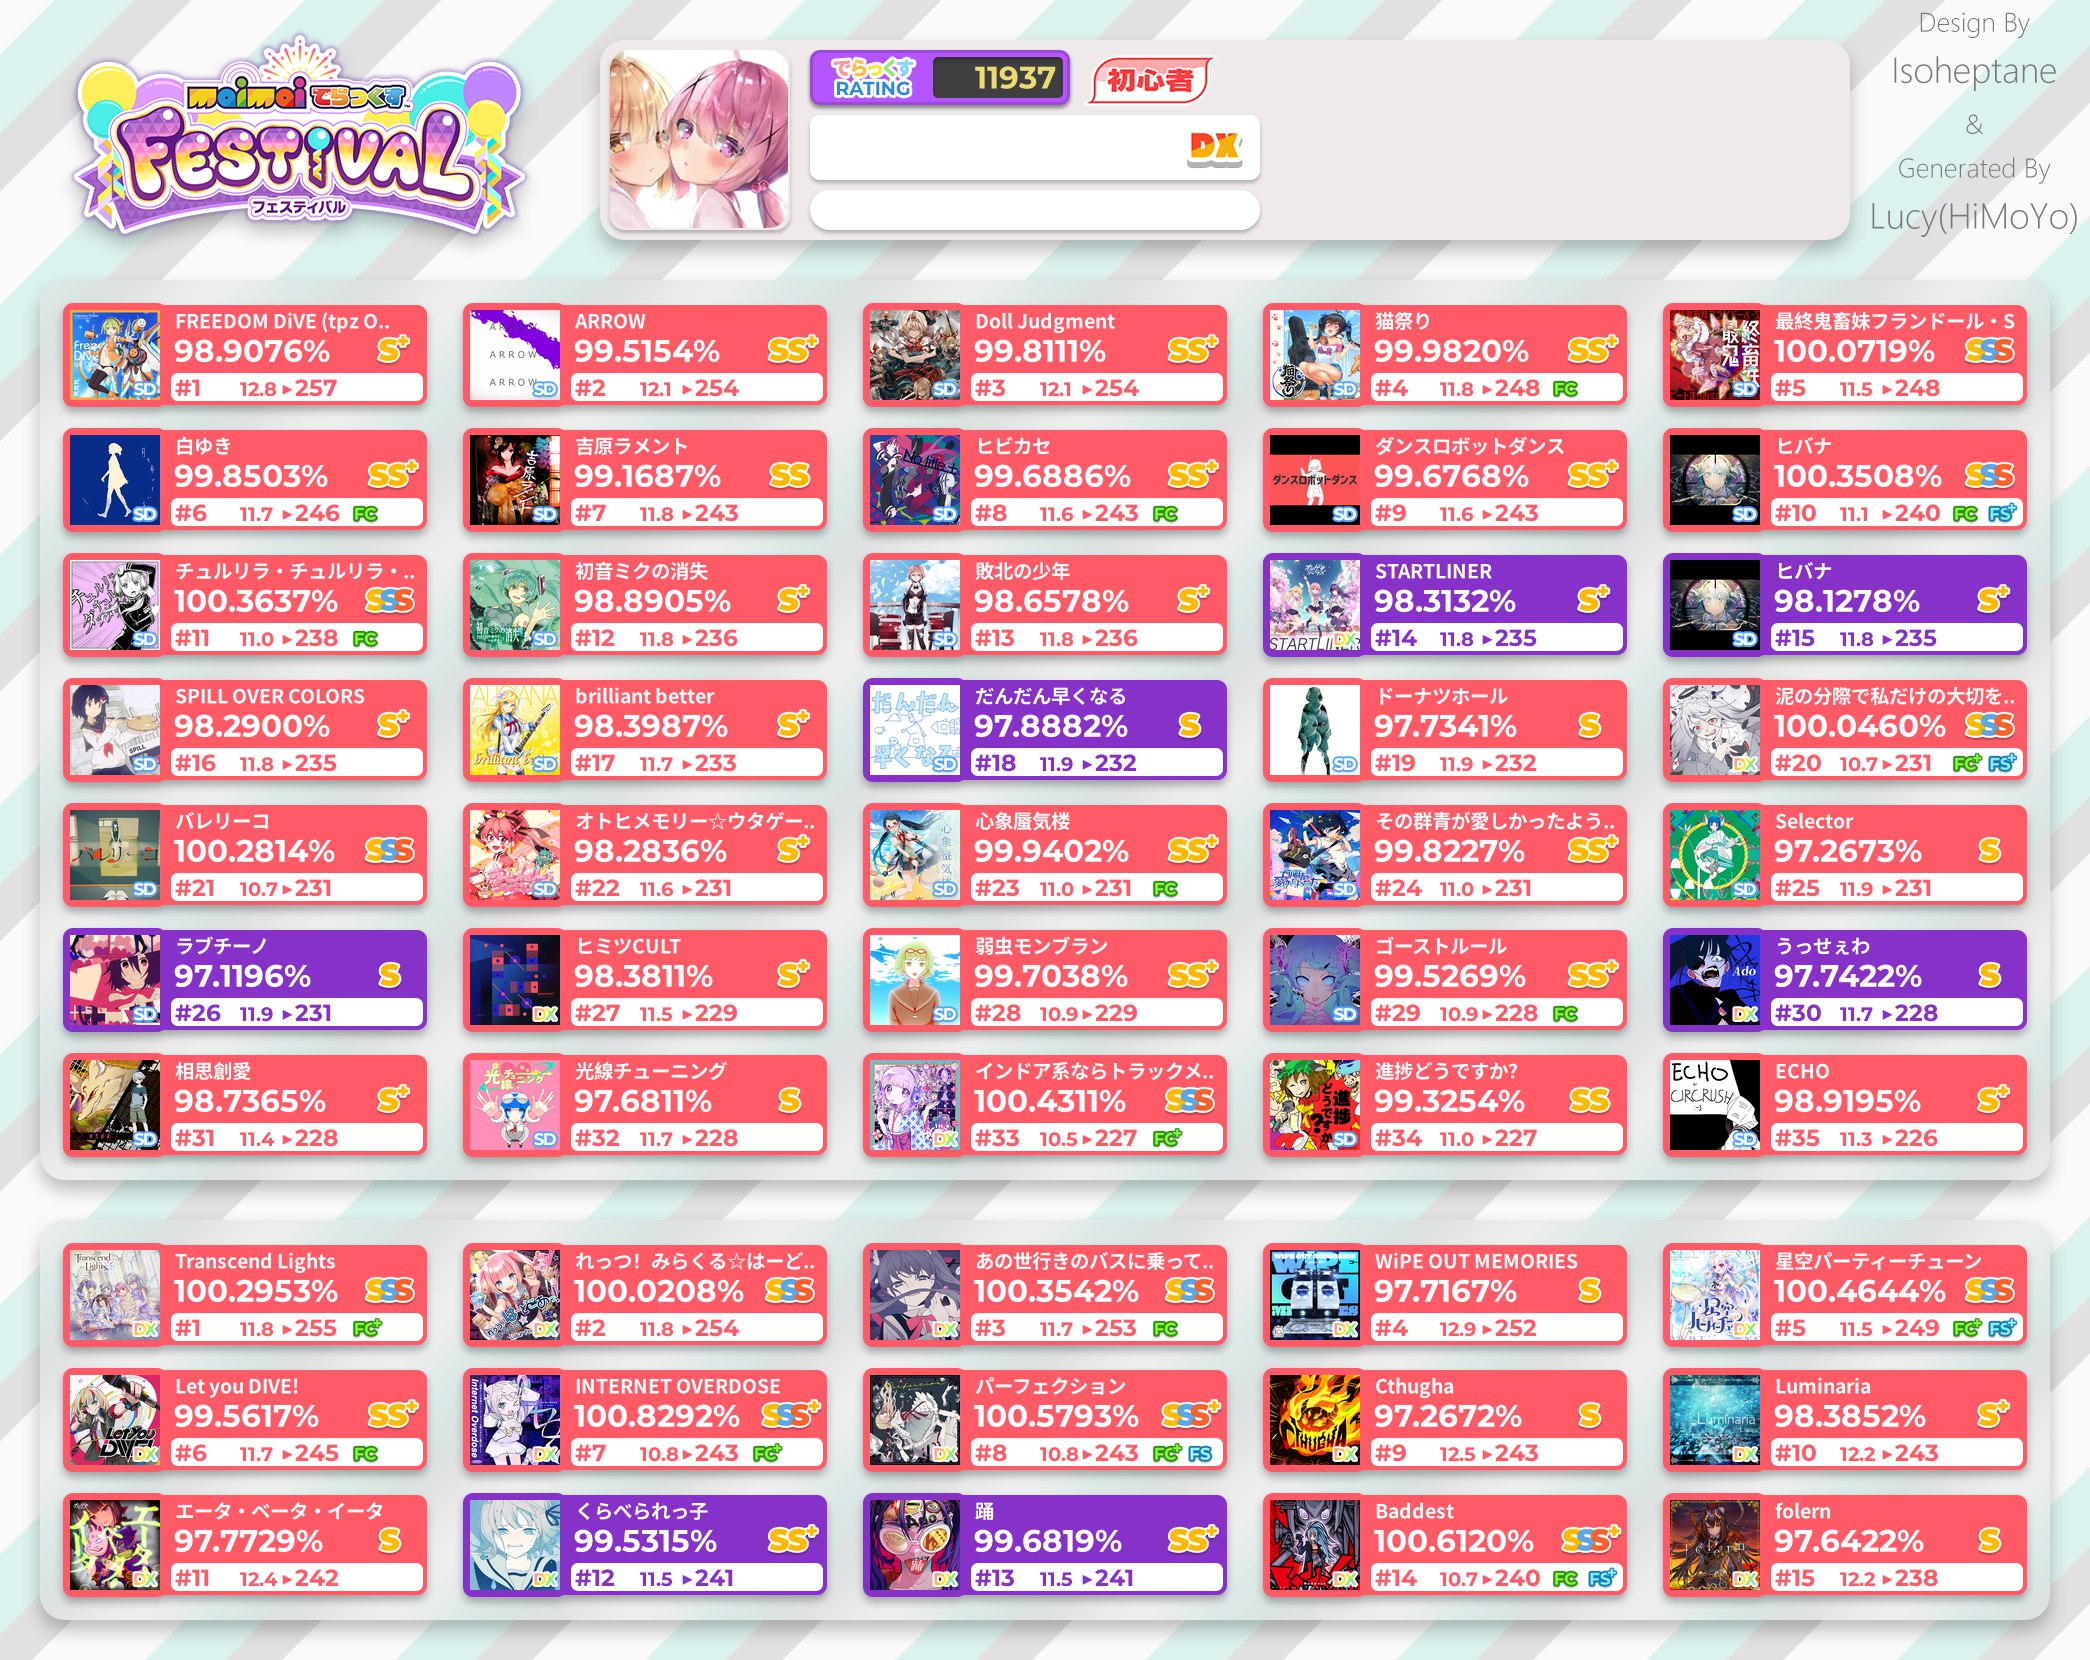 maimai でらっくす
FESTiVAL
フェスティバル
でらっくす
RATING
11937
初心者
DX
Design By
Isoheptane
&
Generated By
Lucy(HiMoYo)
FREEDOM DiVE (tpz O..
98.9076% S+
#1 12.8 ▸257
ARROW
99.5154% SS+
#2 12.1 ▸254
Doll Judgment
99.8111% SS+
#3 12.1 ▸254
猫祭り
99.9820% SS+
#4 11.8 ▸248 FC
最終鬼畜妹フランドール・S
100.0719% SSS
#5 11.5 ▸248
白ゆき
99.8503% SS+
#6 11.7 ▸246 FC
吉原ラメント
99.1687% SS
#7 11.8 ▸243
ヒビカセ
99.6886% SS+
#8 11.6 ▸243 FC
ダンスロボットダンス
99.6768% SS+
#9 11.6 ▸243
ヒバナ
100.3508% SSS
#10 11.1 ▸240 FC FS+
チュルリラ・チュルリラ・..
100.3637% SSS
#11 11.0 ▸238 FC
初音ミクの消失
98.8905% S+
#12 11.8 ▸236
敗北の少年
98.6578% S+
#13 11.8 ▸236
STARTLINER
98.3132% S+
#14 11.8 ▸235
ヒバナ
98.1278% S+
#15 11.8 ▸235
SPILL OVER COLORS
98.2900% S+
#16 11.8 ▸235
brilliant better
98.3987% S+
#17 11.7 ▸233
だんだん早くなる
97.8882% S
#18 11.9 ▸232
ドーナツホール
97.7341% S
#19 11.9 ▸232
泥の分際で私だけの大切を..
100.0460% SSS
#20 10.7▸231 FC+ FS+
バレリーコ
100.2814% SSS
#21 10.7▸231
オトヒメモリー☆ウタゲー..
98.2836% S+
#22 11.6 ▸231
心象蜃気楼
99.9402% SS+
#23 11.0 ▸231 FC
その群青が愛しかったよう..
99.8227% SS+
#24 11.0 ▸231
Selector
97.2673% S
#25 11.9 ▸231
ラブチーノ
97.1196% S
#26 11.9 ▸231
ヒミツCULT
98.3811% S+
#27 11.5 ▸229
弱虫モンブラン
99.7038% SS+
#28 10.9▸229
ゴーストルール
99.5269% SS+
#29 10.9▸228 FC
うっせぇわ
97.7422% S
#30 11.7 ▸228
相思創愛
98.7365% S+
#31 11.4 ▸228
光線チューニング
97.6811% S
#32 11.7 ▸228
インドア系ならトラックメ..
100.4311% SSS
#33 10.5▸227 FC+
進捗どうですか?
99.3254% SS
#34 11.0 ▸227
ECHO
98.9195% S+
#35 11.3 ▸226
Transcend Lights
100.2953% SSS
#1 11.8 ▸255 FC+
れっつ! みらくる☆はーど..
100.0208% SSS
#2 11.8 ▸254
あの世行きのバスに乗って..
100.3542% SSS
#3 11.7 ▸253 FC
WiPE OUT MEMORIES
97.7167% S
#4 12.9 ▸252
星空パーティーチューン
100.4644% SSS
#5 11.5 ▸249 FC+ FS+
Let you DIVE!
99.5617% SS+
#6 11.7 ▸245 FC
INTERNET OVERDOSE
100.8292% SSS+
#7 10.8▸243 FC+
パーフェクション
100.5793% SSS+
#8 10.8▸243 FC+ FS
Cthugha
97.2672% S
#9 12.5 ▸243
Luminaria
98.3852% S+
#10 12.2 ▸243
エータ・ベータ・イータ
97.7729% S
#11 12.4 ▸242
くらべられっ子
99.5315% SS+
#12 11.5 ▸241
踊
99.6819% SS+
#13 11.5 ▸241
Baddest
100.6120% SSS+
#14 10.7▸240 FC FS+
folern
97.6422% S
#15 12.2 ▸238